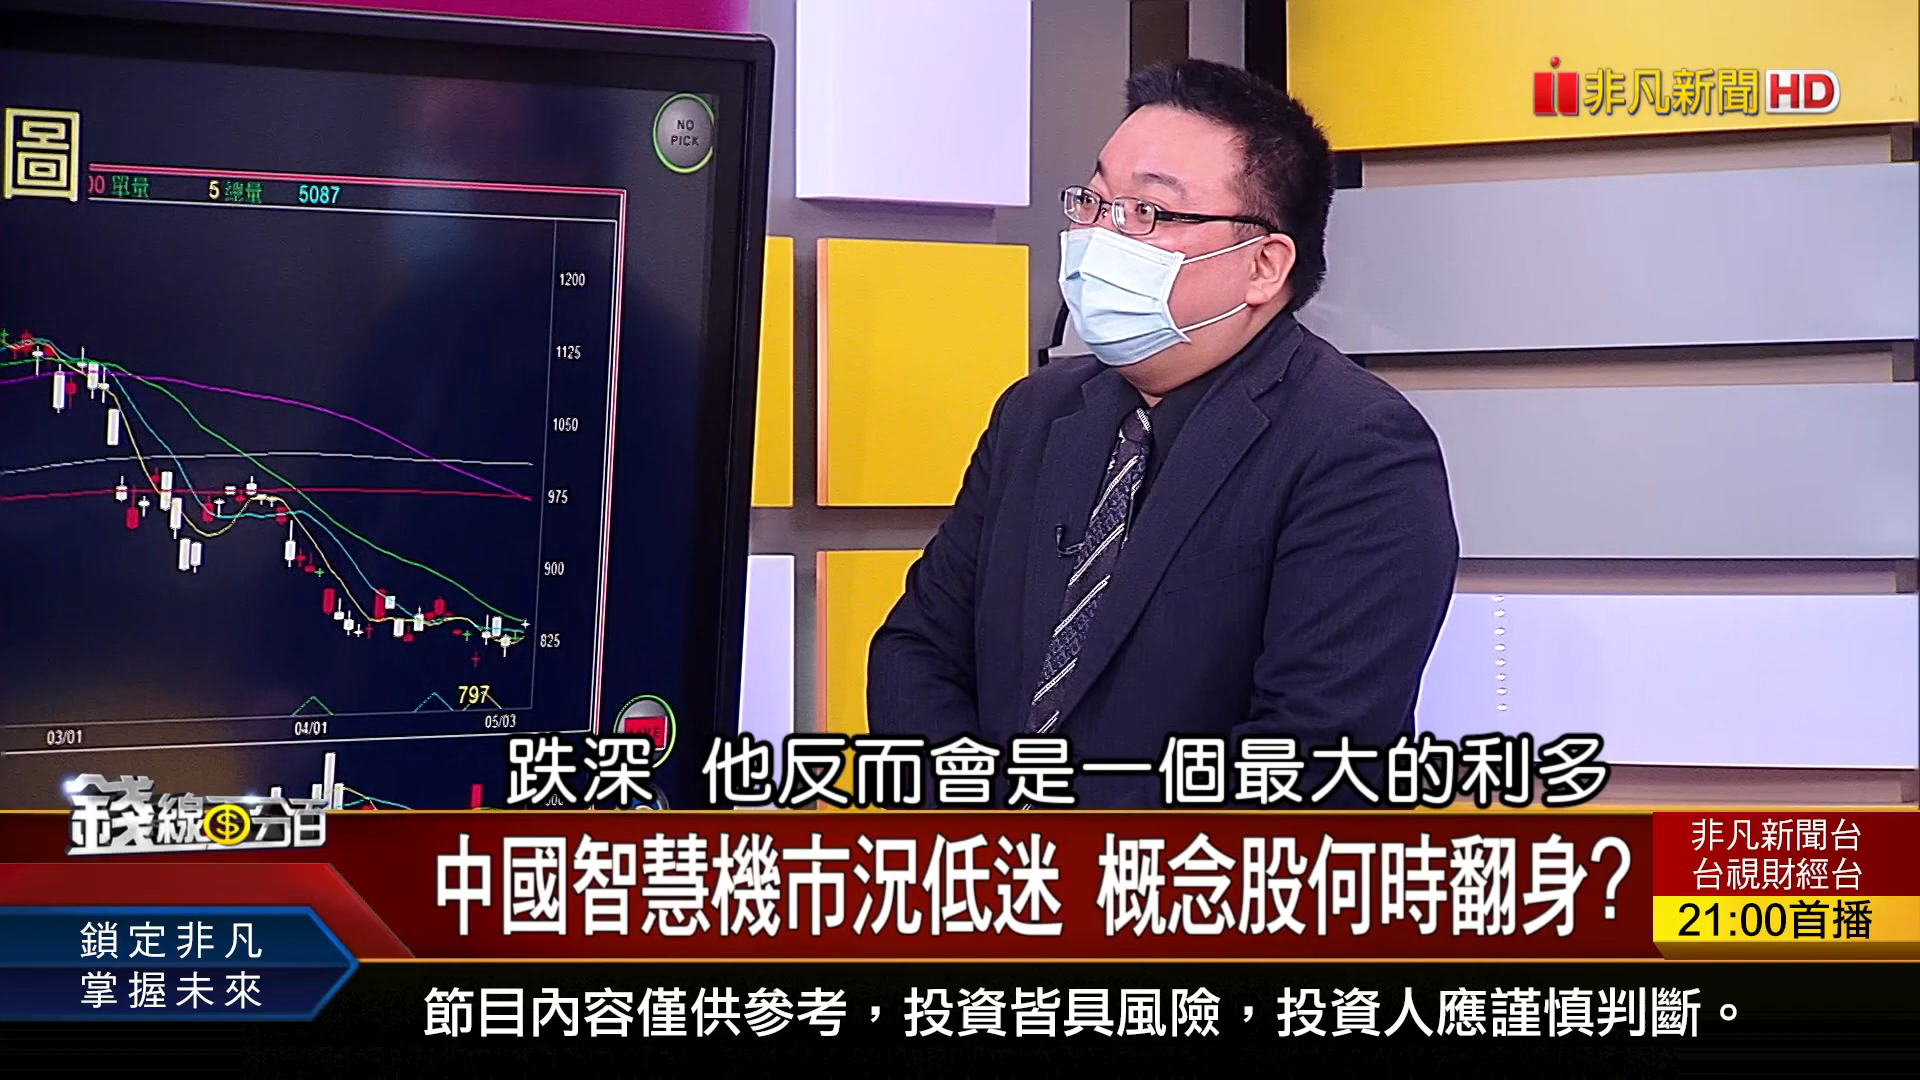 非凡新聞HD
圖
NO
PICK
單量 5 總量 5087
1200
1125
1050
975
900
825
797
03/01 04/01 05/03
LIVE
跌深 他反而會是一個最大的利多
錢線百分百
中國智慧機市況低迷 概念股何時翻身?
非凡新聞台
台視財經台
21:00首播
鎖定非凡
掌握未來
節目內容僅供參考,投資皆具風險,投資人應謹慎判斷。